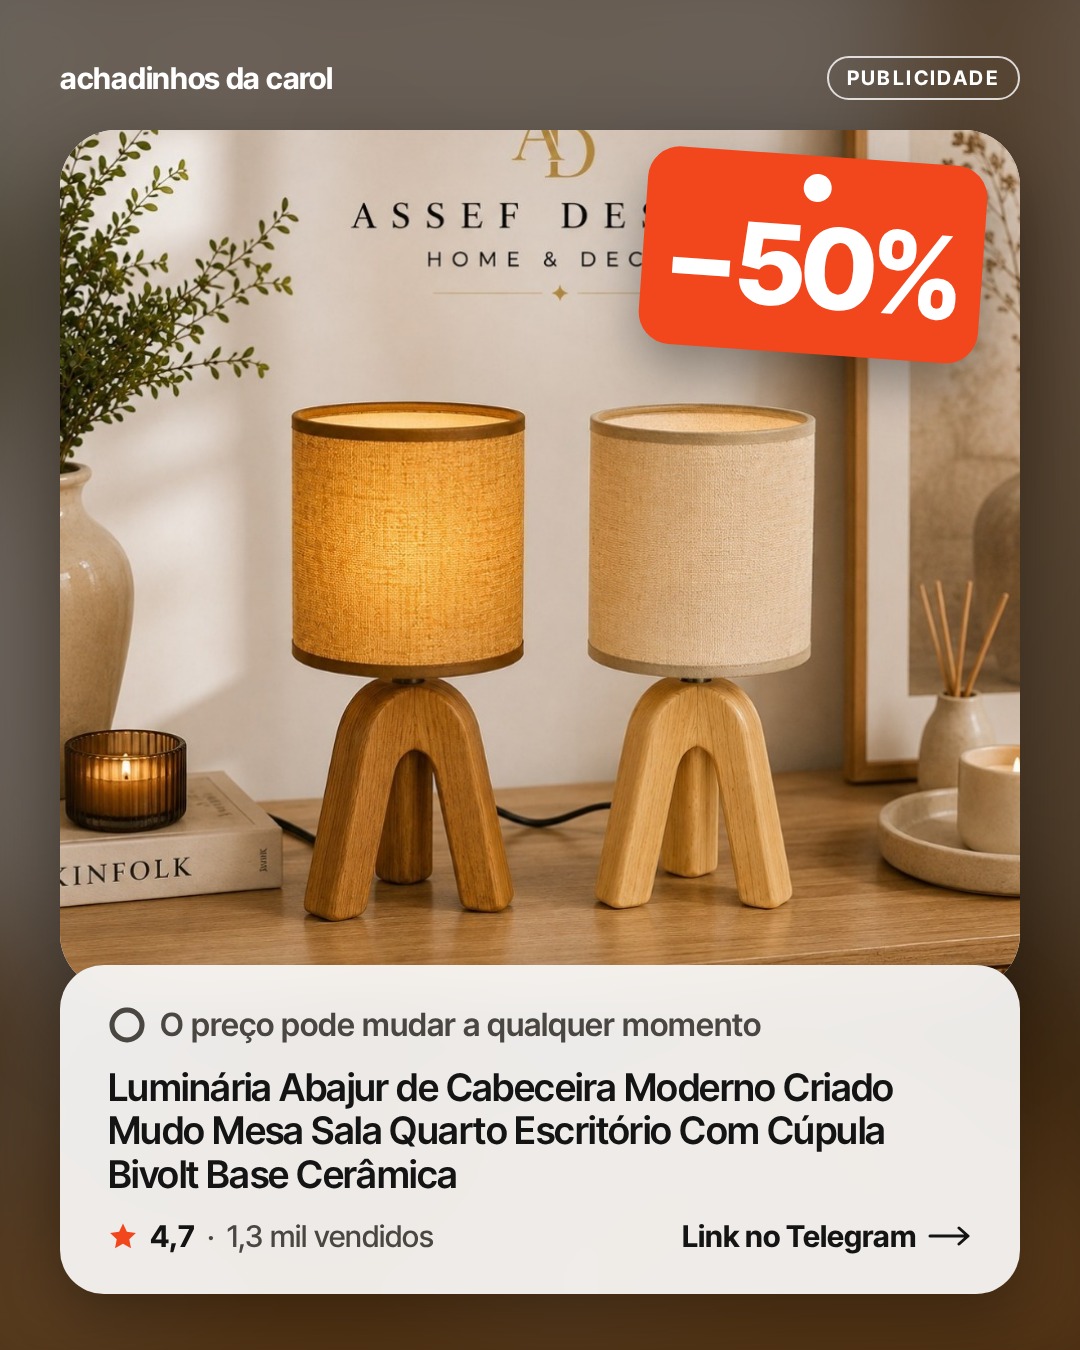 achadinhos da carol
PUBLICIDADE
AD
ASSEF
HOME & DEC
-50%
KINFOLK
O preço pode mudar a qualquer momento
Luminária Abajur de Cabeceira Moderno Criado
Mudo Mesa Sala Quarto Escritório Com Cúpula
Bivolt Base Cerâmica
4,7 · 1,3 mil vendidos
Link no Telegram →